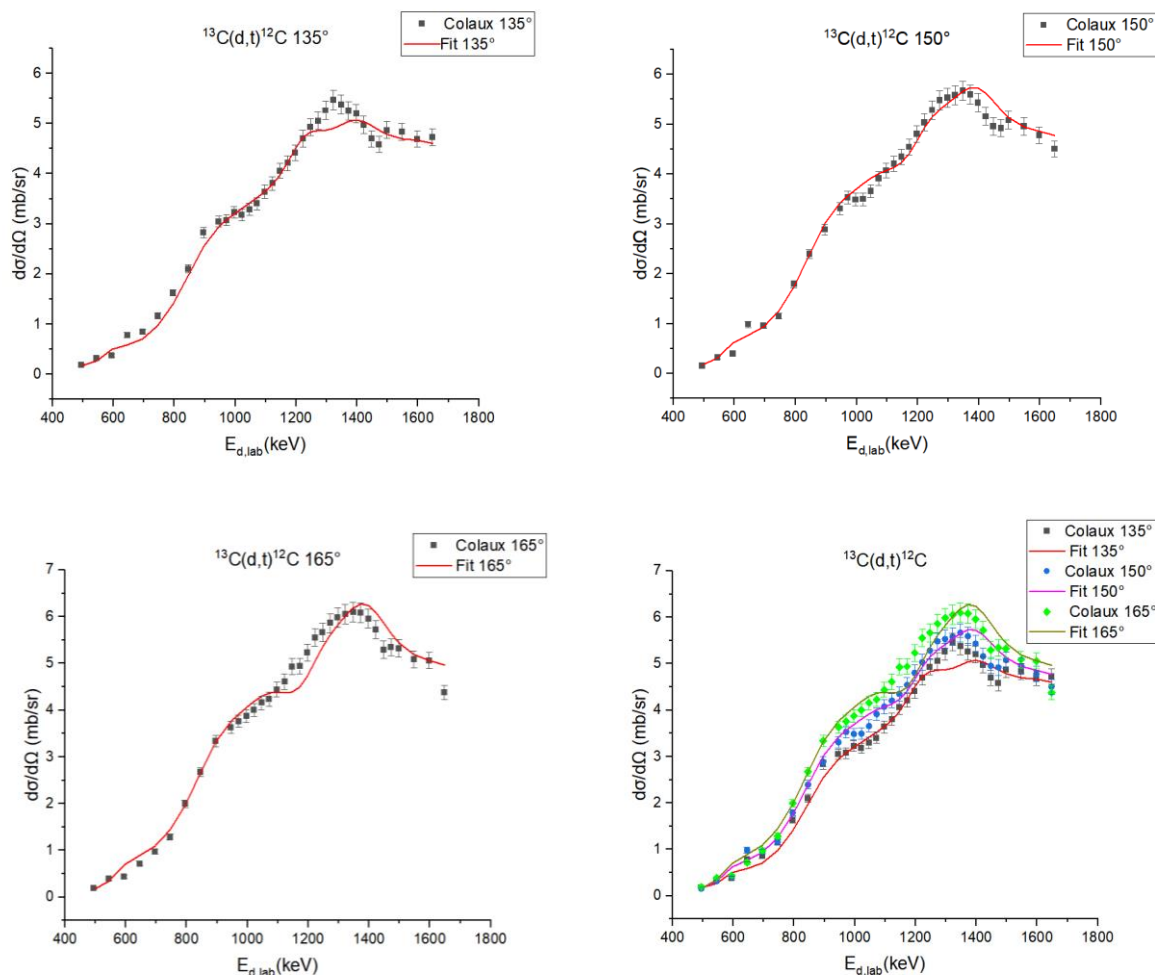 ¹³C(d,t)¹²C 135°
Colaux 135°
Fit 135°
dσ/dΩ (mb/sr)
6
5
4
3
2
1
0
400 600 800 1000 1200 1400 1600 1800
E_d,lab(keV)
¹³C(d,t)¹²C 150°
Colaux 150°
Fit 150°
dσ/dΩ (mb/sr)
6
5
4
3
2
1
0
400 600 800 1000 1200 1400 1600 1800
E_d,lab(keV)
¹³C(d,t)¹²C 165°
Colaux 165°
Fit 165°
dσ/dΩ (mb/sr)
7
6
5
4
3
2
1
0
400 600 800 1000 1200 1400 1600 1800
E_d,lab(keV)
¹³C(d,t)¹²C
Colaux 135°
Fit 135°
Colaux 150°
Fit 150°
Colaux 165°
Fit 165°
dσ/dΩ (mb/sr)
7
6
5
4
3
2
1
0
400 600 800 1000 1200 1400 1600 1800
E_d,lab(keV)